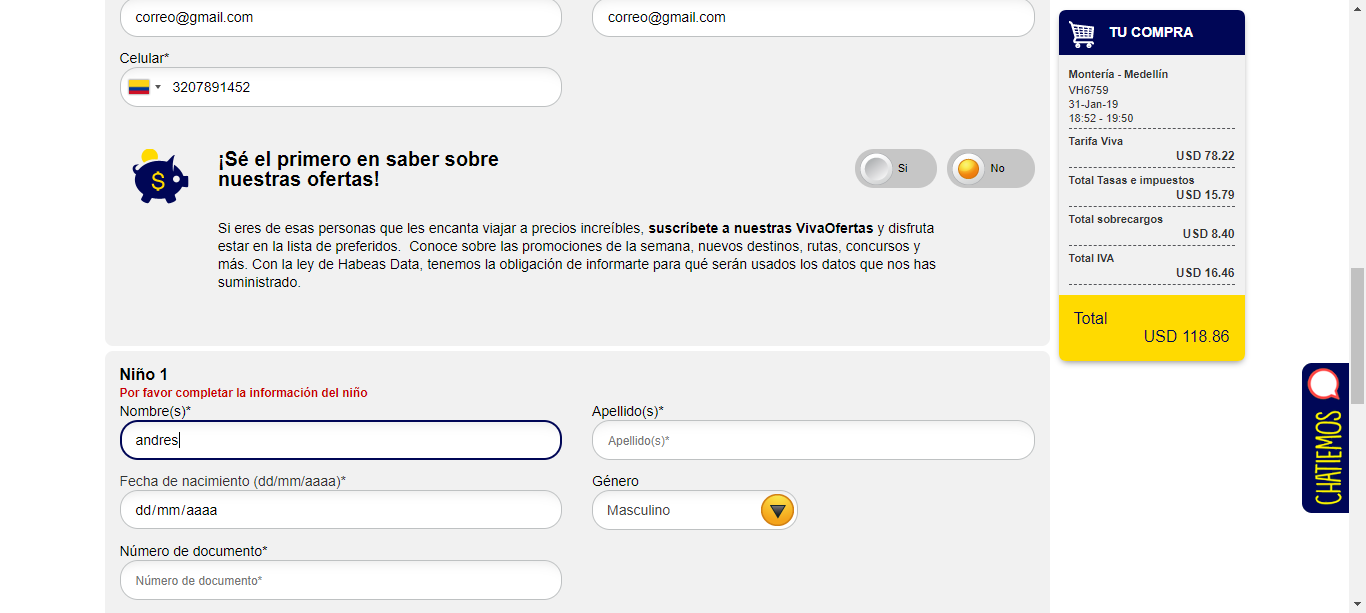 correo@gmail.com
correo@gmail.com
Celular*
3207891452
$
¡Sé el primero en saber sobre
nuestras ofertas!
Si
No
Si eres de esas personas que les encanta viajar a precios increíbles, suscríbete a nuestras VivaOfertas y disfruta
estar en la lista de preferidos. Conoce sobre las promociones de la semana, nuevos destinos, rutas, concursos y
más. Con la ley de Habeas Data, tenemos la obligación de informarte para qué serán usados los datos que nos has
suministrado.
Niño 1
Por favor completar la información del niño
Nombre(s)*
Apellido(s)*
andres
Apellido(s)*
Fecha de nacimiento (dd/mm/aaaa)*
Género
dd/mm/aaaa
Masculino
Número de documento*
Número de documento*
TU COMPRA
Montería - Medellín
VH6759
31-Jan-19
18:52 - 19:50
Tarifa Viva
USD 78.22
Total Tasas e impuestos
USD 15.79
Total sobrecargos
USD 8.40
Total IVA
USD 16.46
Total
USD 118.86
CHATIEMOS